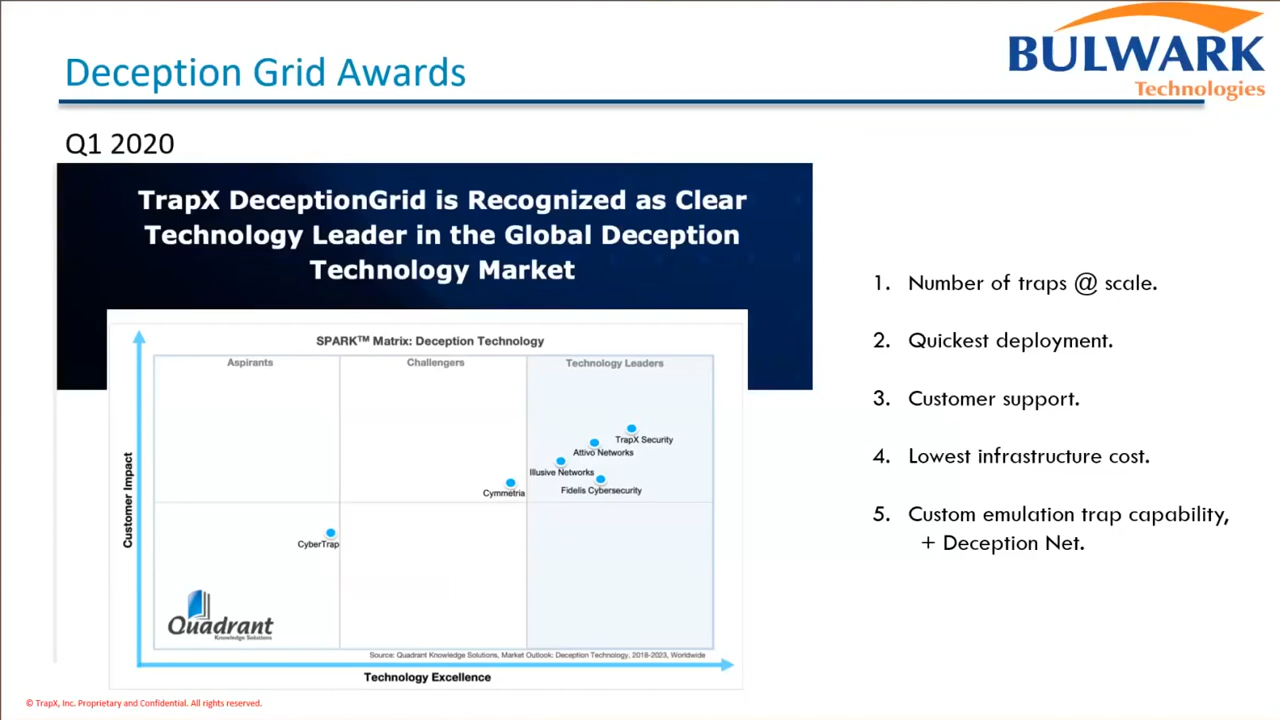 Deception Grid Awards
BULWARK
Technologies
Q1 2020
TrapX DeceptionGrid is Recognized as Clear
Technology Leader in the Global Deception
Technology Market
SPARK™ Matrix: Deception Technology
Aspirants
Challengers
Technology Leaders
TrapX Security
Attivo Networks
Illusive Networks
Fidelis Cybersecurity
Cymmetria
CyberTrap
Customer Impact
Quadrant
Knowledge Solutions
Source: Quadrant Knowledge Solutions, Market Outlook: Deception Technology, 2018-2023, Worldwide
Technology Excellence
1. Number of traps @ scale.
2. Quickest deployment.
3. Customer support.
4. Lowest infrastructure cost.
5. Custom emulation trap capability,
+ Deception Net.
© TrapX, Inc. Proprietary and Confidential. All rights reserved.